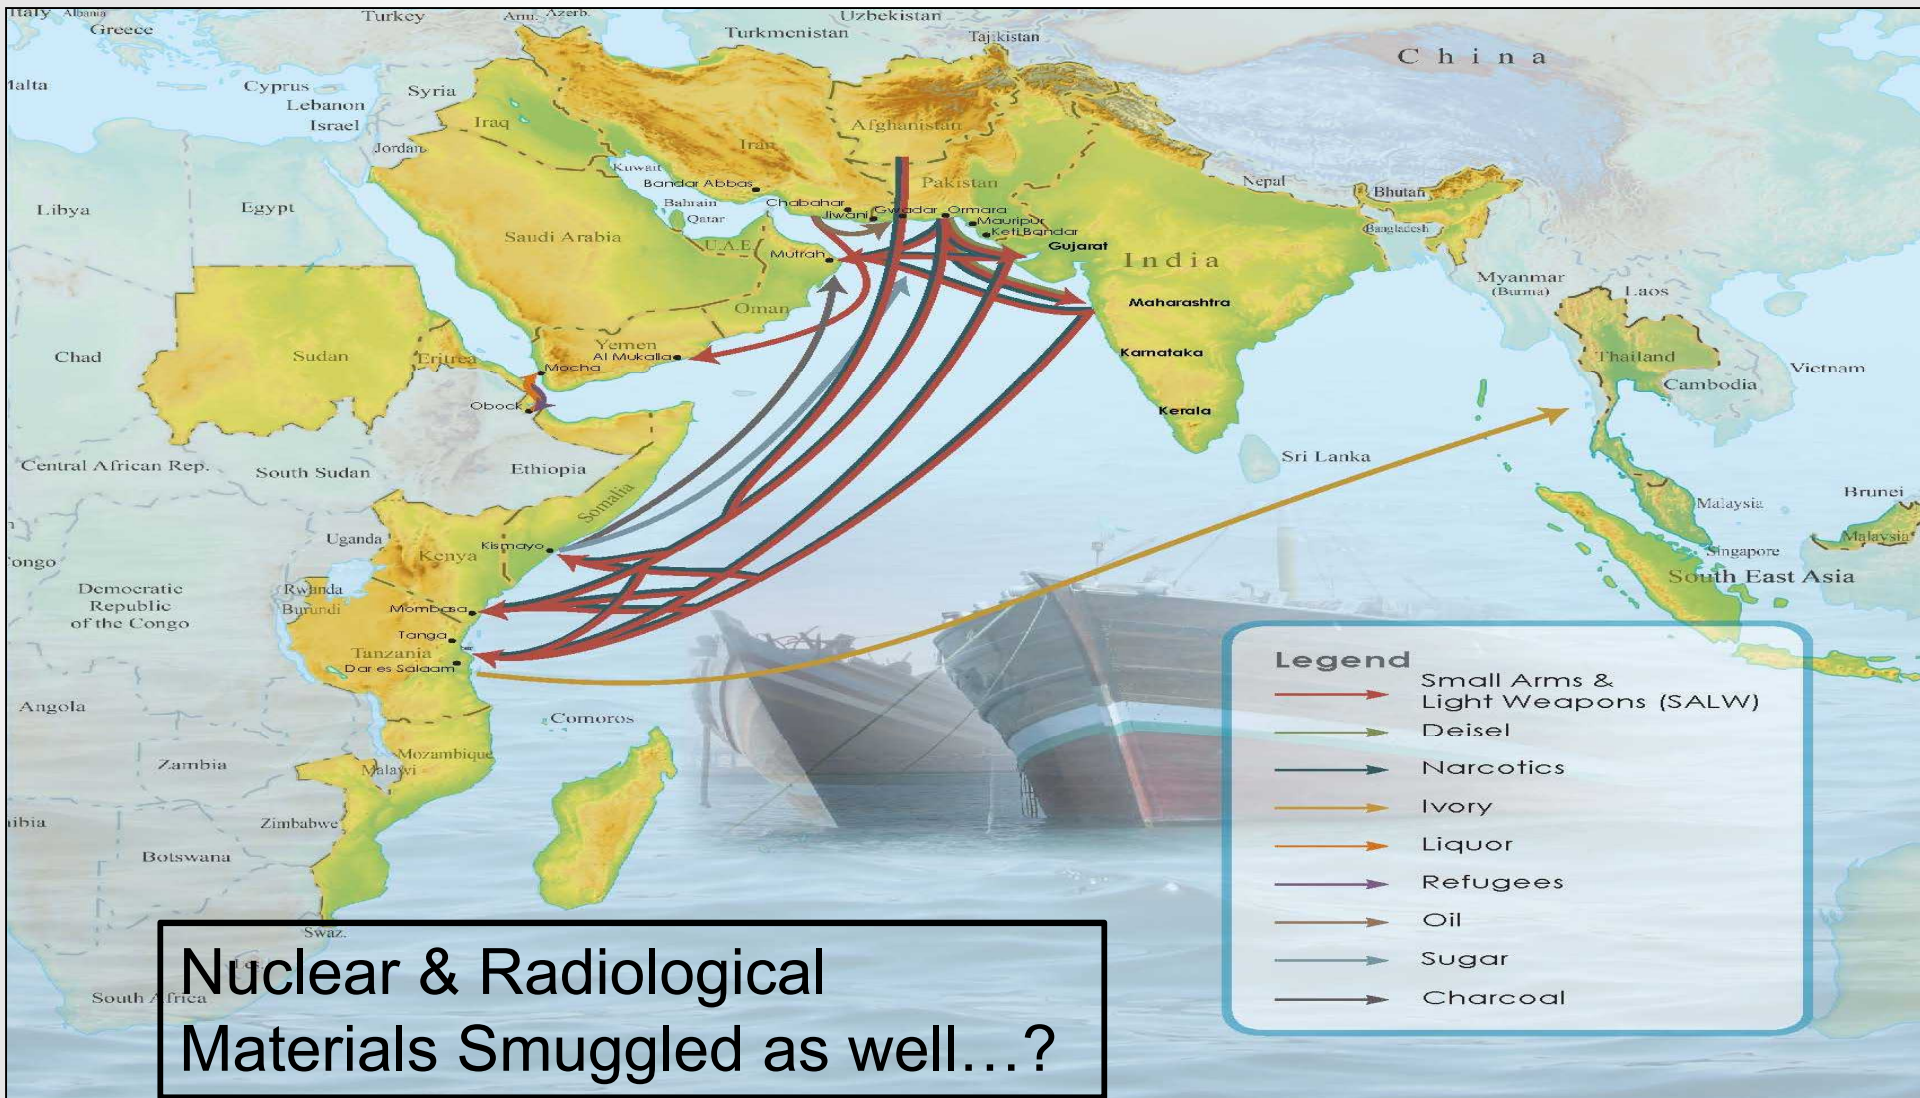 Italy
Albania
Greece
Turkey
Arm.
Azerb.
Uzbekistan
Turkmenistan
Tajikistan
China
Malta
Cyprus
Lebanon
Israel
Syria
Iraq
Jordan
Iran
Afghanistan
Kuwait
Bandar Abbas
Pakistan
Nepal
Bhutan
Libya
Egypt
Bahrain
Qatar
Chabahar
Jiwani
Gwadar
Ormara
Mauripur
Keti Bandar
Bangladesh
Saudi Arabia
U.A.E.
Mutrah
Gujarat
India
Myanmar
(Burma)
Laos
Oman
Maharashtra
Chad
Sudan
Eritrea
Yemen
Al Mukalla
Mocha
Karnataka
Thailand
Vietnam
Cambodia
Obock
Kerala
Central African Rep.
South Sudan
Ethiopia
Sri Lanka
Somalia
Malaysia
Brunei
Uganda
Kenya
Kismayo
Malaysia
Singapore
South East Asia
Congo
Democratic
Republic
of the Congo
Rwanda
Burundi
Mombasa
Tanga
Tanzania
Dar es Salaam
Angola
Comoros
Zambia
Mozambique
Malawi
Zimbabwe
Botswana
Swaz.
South Africa
Legend
Small Arms &
Light Weapons (SALW)
Deisel
Narcotics
Ivory
Liquor
Refugees
Oil
Sugar
Charcoal
Nuclear & Radiological
Materials Smuggled as well…?